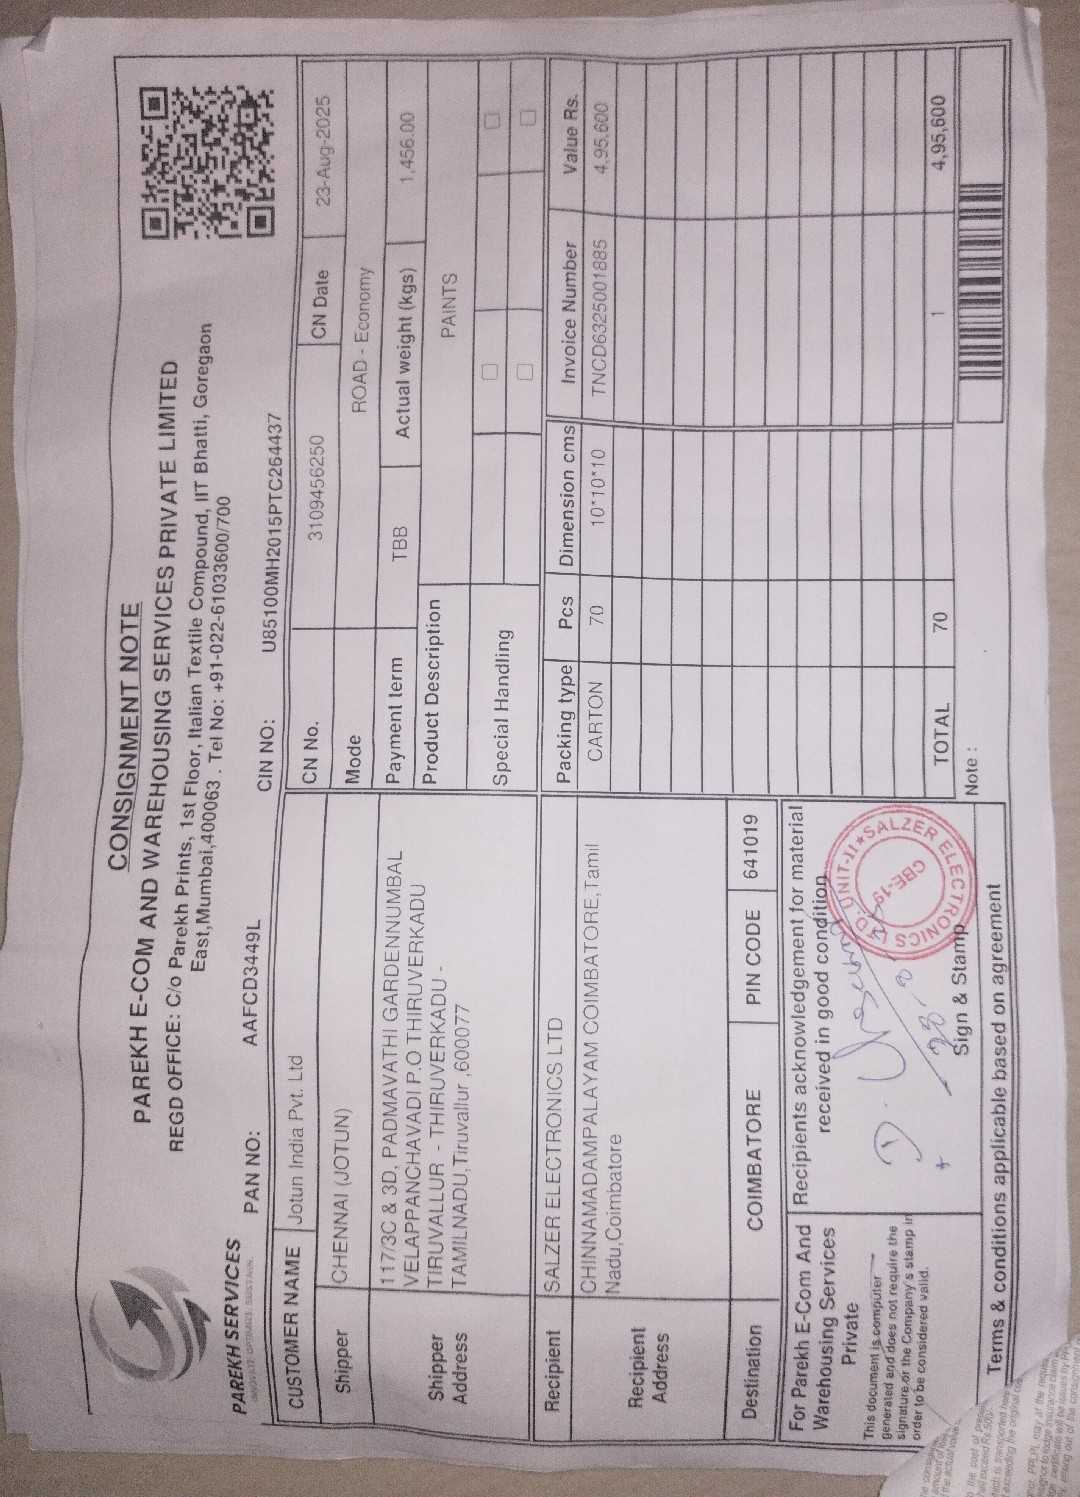 CONSIGNMENT NOTE
PAREKH E-COM AND WAREHOUSING SERVICES PRIVATE LIMITED
REGD OFFICE: C/o Parekh Prints, 1st Floor, Italian Textile Compound, IIT Bhatti, Goregaon
East,Mumbai,400063 . Tel No: +91-022-61033600/700
PAREKH SERVICES
PAN NO: AAFCD3449L CIN NO: U85100MH2015PTC264437
CUSTOMER NAME Jotun India Pvt. Ltd
Shipper CHENNAI (JOTUN)
Shipper Address
117/3C & 3D, PADMAVATHI GARDENNUMBAL
VELAPPANCHAVADI P.O THIRUVERKADU
TIRUVALLUR - THIRUVERKADU -
TAMILNADU,Tiruvallur ,600077
Recipient SALZER ELECTRONICS LTD
Recipient Address
CHINNAMADAMPALAYAM COIMBATORE,Tamil
Nadu,Coimbatore
Destination COIMBATORE PIN CODE 641019
CN No. 3109456250 CN Date 23-Aug-2025
Mode ROAD - Economy
Payment term TBB Actual weight (kgs) 1,456.00
Product Description PAINTS
Special Handling
Packing type Pcs Dimension cms Invoice Number Value Rs.
CARTON 70 10*10*10 TNCD6325001885 4,95,600
TOTAL 70 1 4,95,600
Note :
For Parekh E-Com And
Warehousing Services
Private
This document is computer
generated and does not require the
signature or the Company's stamp in
order to be considered valid.
Recipients acknowledgement for material
received in good condition
SALZER ELECTRONICS LTD. UNIT-II
CBE-19
Sign & Stamp
Terms & conditions applicable based on agreement